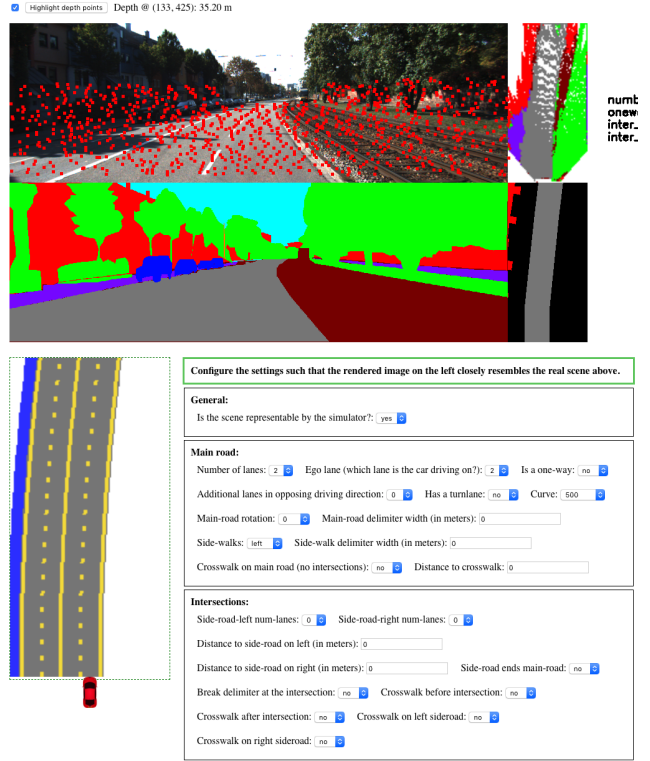 Highlight depth points Depth @ (133, 425): 35.20 m
numb
onew
inter_
inter_
Configure the settings such that the rendered image on the left closely resembles the real scene above.
General:
Is the scene representable by the simulator?: yes
Main road:
Number of lanes: 2 Ego lane (which lane is the car driving on?): 2 Is a one-way: no
Additional lanes in opposing driving direction: 0 Has a turnlane: no Curve: 500
Main-road rotation: 0 Main-road delimiter width (in meters): 0
Side-walks: left Side-walk delimiter width (in meters): 0
Crosswalk on main road (no intersections): no Distance to crosswalk: 0
Intersections:
Side-road-left num-lanes: 0 Side-road-right num-lanes: 0
Distance to side-road on left (in meters): 0
Distance to side-road on right (in meters): 0 Side-road ends main-road: no
Break delimiter at the intersection: no Crosswalk before intersection: no
Crosswalk after intersection: no Crosswalk on left sideroad: no
Crosswalk on right sideroad: no